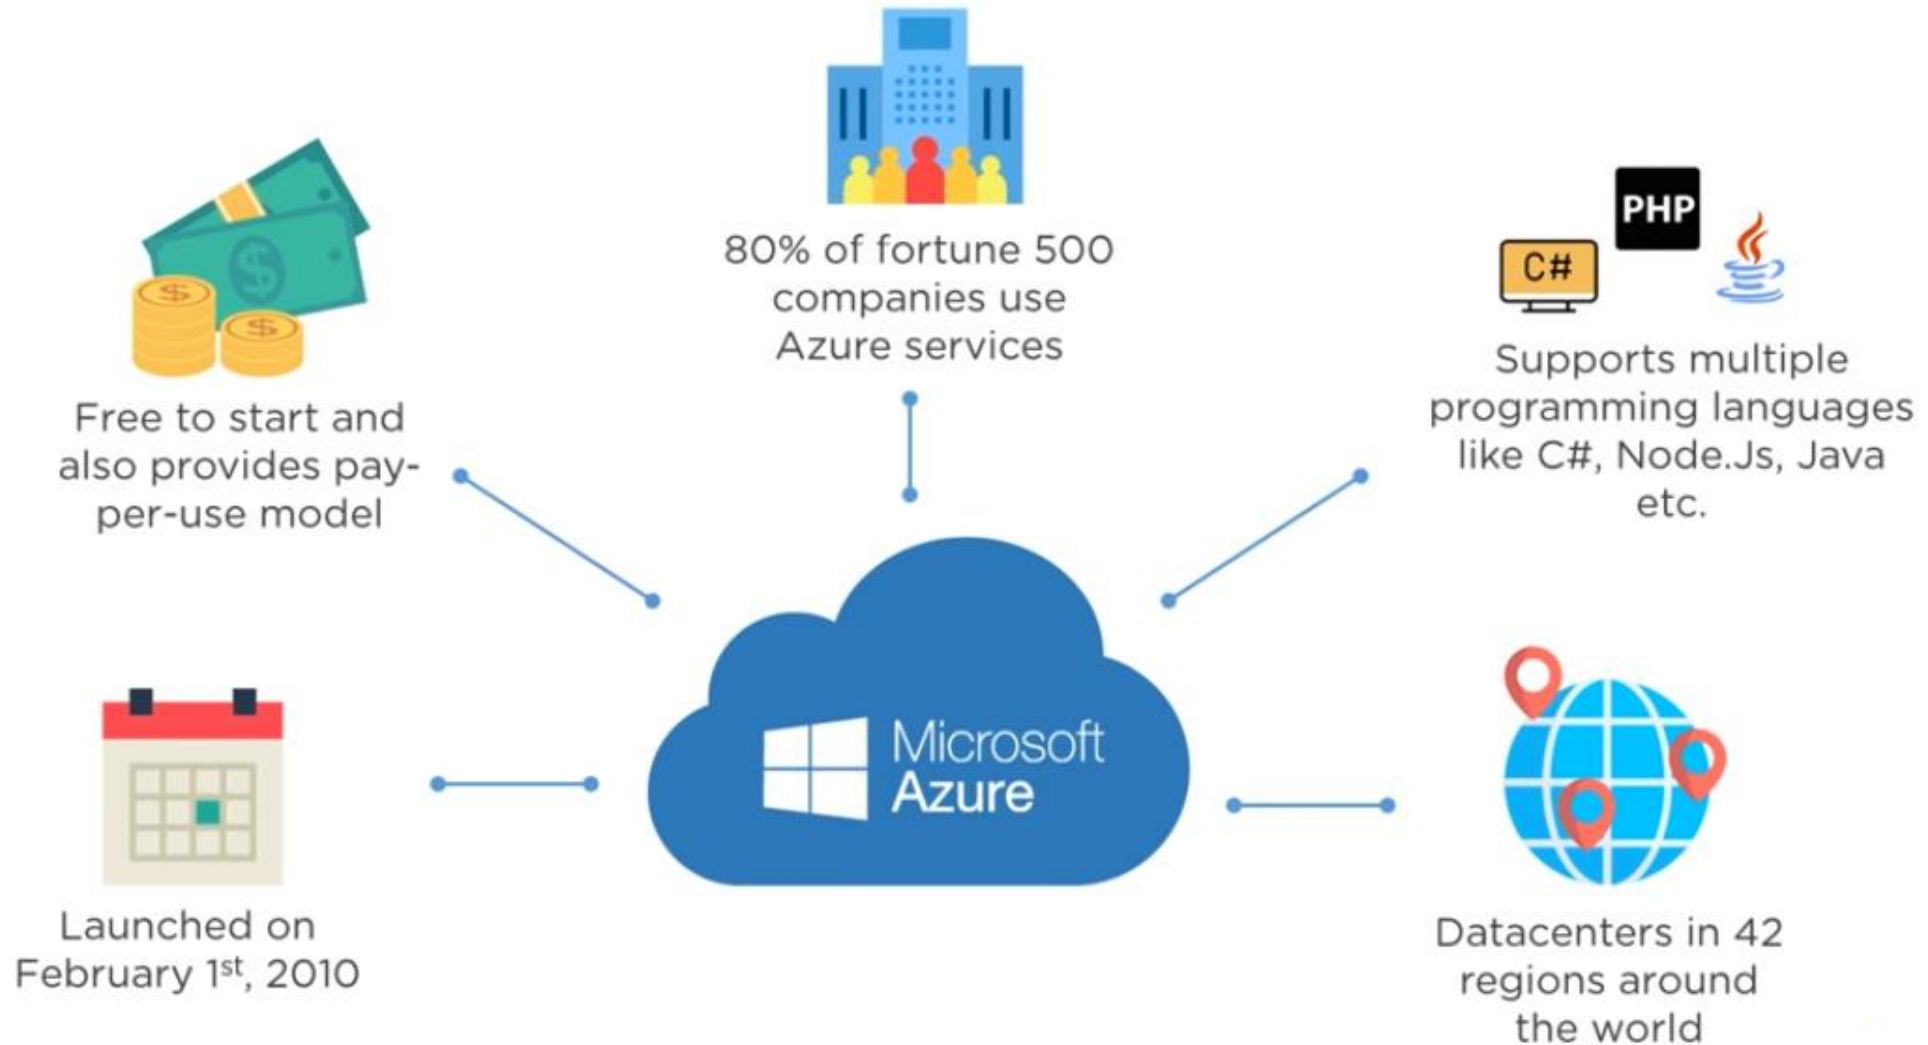 80% of fortune 500
companies use
Azure services
Free to start and
also provides pay-
per-use model
PHP
C#
Supports multiple
programming languages
like C#, Node.Js, Java
etc.
Microsoft
Azure
Launched on
February 1st, 2010
Datacenters in 42
regions around
the world